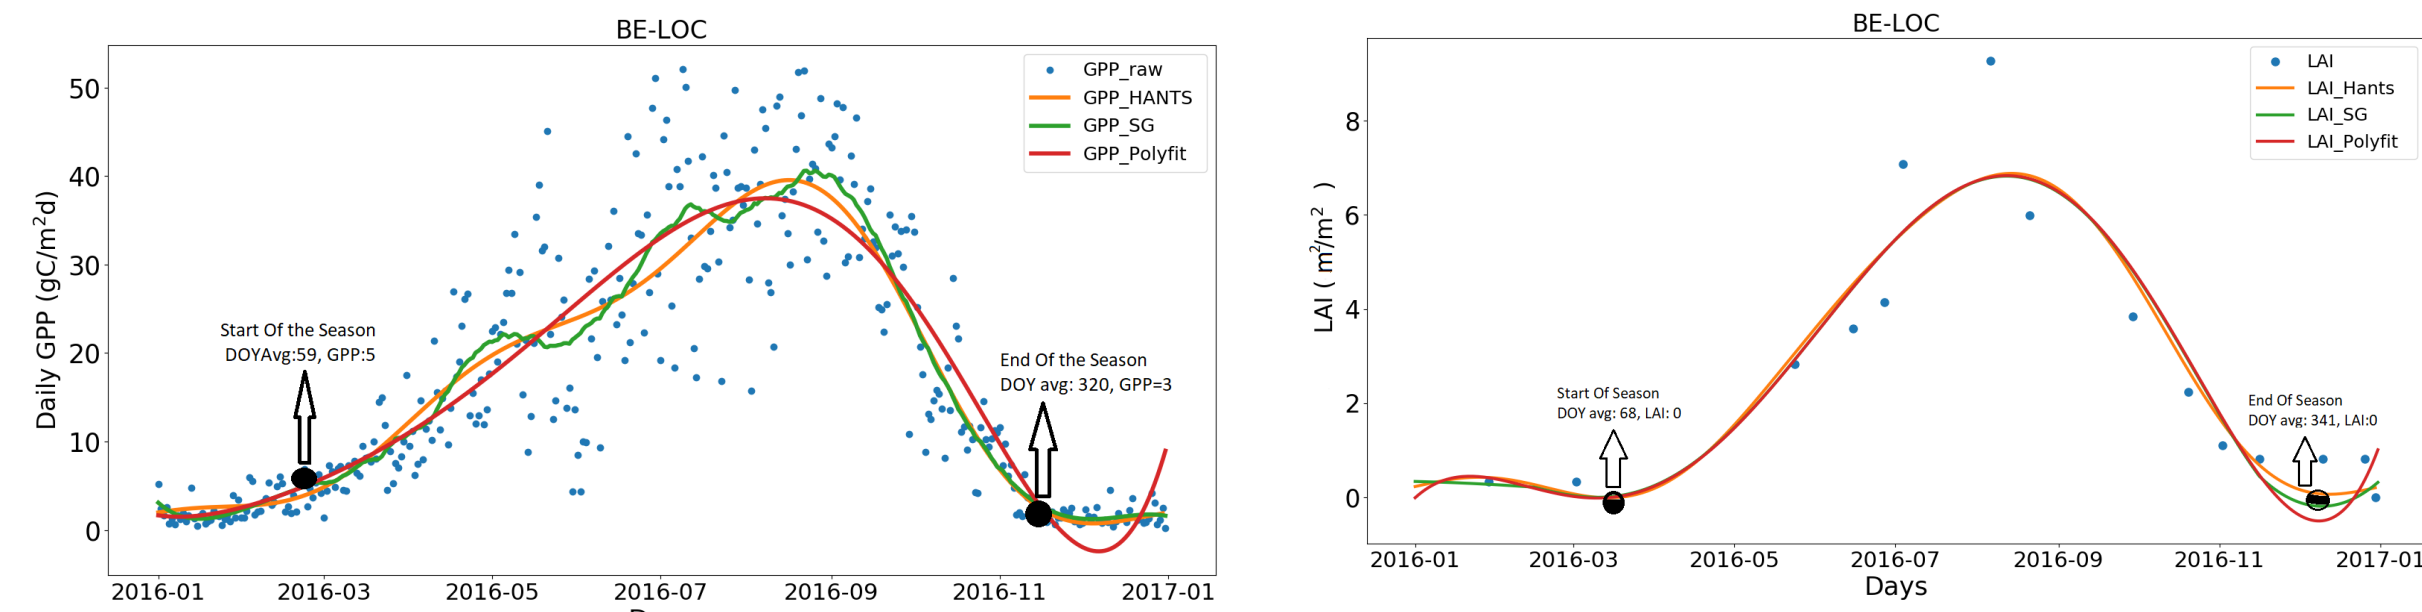 BE-LOC
Daily GPP (gC/m²d)
50
40
30
20
10
0
GPP_raw
GPP_HANTS
GPP_SG
GPP_Polyfit
Start Of the Season
DOYAvg:59, GPP:5
End Of the Season
DOY avg: 320, GPP=3
2016-01 2016-03 2016-05 2016-07 2016-09 2016-11 2017-01
BE-LOC
LAI ( m²/m² )
8
6
4
2
0
LAI
LAI_Hants
LAI_SG
LAI_Polyfit
Start Of Season
DOY avg: 68, LAI: 0
End Of Season
DOY avg: 341, LAI:0
2016-01 2016-03 2016-05 2016-07 2016-09 2016-11 2017-01
Days